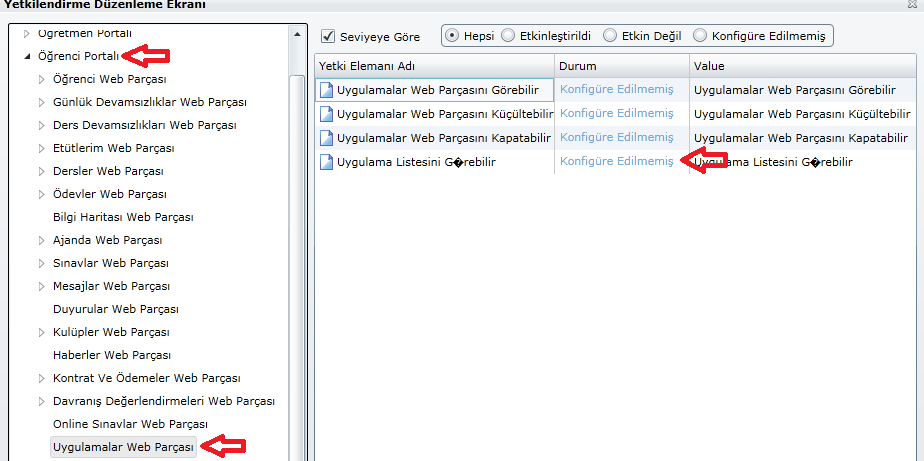 Yetkilendirme Düzenleme Ekranı
Öğretmen Portalı
Öğrenci Portalı
Öğrenci Web Parçası
Günlük Devamsızlıklar Web Parçası
Ders Devamsızlıkları Web Parçası
Etütlerim Web Parçası
Dersler Web Parçası
Ödevler Web Parçası
Bilgi Haritası Web Parçası
Ajanda Web Parçası
Sınavlar Web Parçası
Mesajlar Web Parçası
Duyurular Web Parçası
Kulüpler Web Parçası
Haberler Web Parçası
Kontrat Ve Ödemeler Web Parçası
Davranış Değerlendirmeleri Web Parçası
Online Sınavlar Web Parçası
Uygulamalar Web Parçası
Seviyeye Göre Hepsi Etkinleştirildi Etkin Değil Konfigüre Edilmemiş
Yetki Elemanı Adı Durum Value
Uygulamalar Web Parçasını Görebilir Konfigüre Edilmemiş Uygulamalar Web Parçasını Görebilir
Uygulamalar Web Parçasını Küçültebilir Konfigüre Edilmemiş Uygulamalar Web Parçasını Küçültebilir
Uygulamalar Web Parçasını Kapatabilir Konfigüre Edilmemiş Uygulamalar Web Parçasını Kapatabilir
Uygulama Listesini G�rebilir Konfigüre Edilmemiş Uygulama Listesini G�rebilir